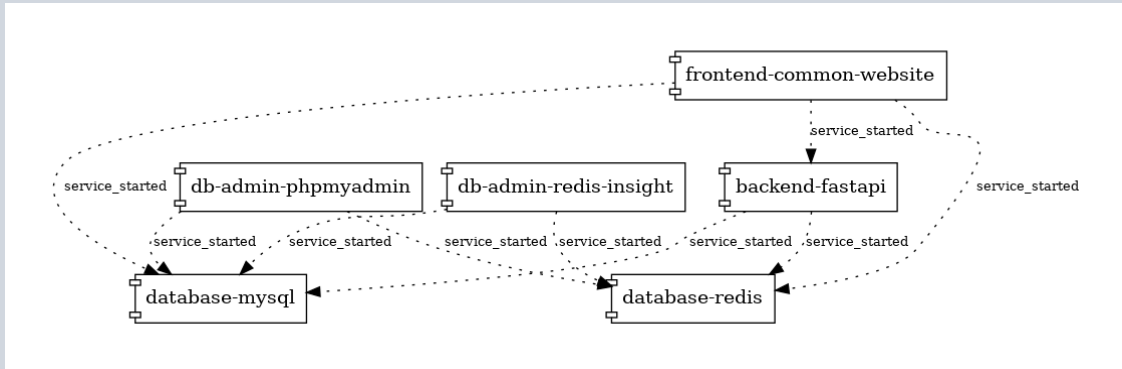 frontend-common-website
service_started
service_started
db-admin-phpmyadmin
db-admin-redis-insight
backend-fastapi
service_started
service_started
service_started
service_started
service_started
service_started
service_started
database-mysql
database-redis